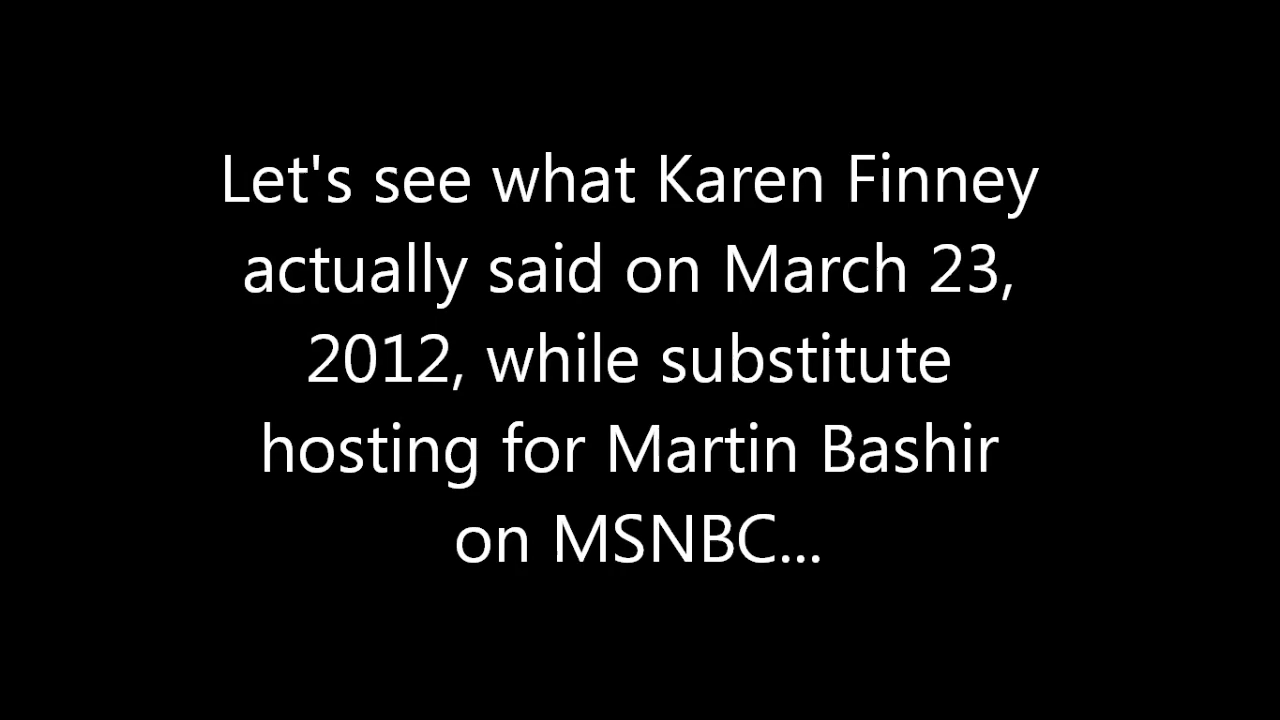 Let's see what Karen Finney
actually said on March 23,
2012, while substitute
hosting for Martin Bashir
on MSNBC...